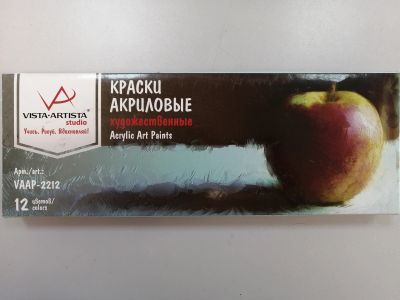 VISTA-ARTISTA®
studio
Учись. Рисуй. Вдохновляй!
КРАСКИ
АКРИЛОВЫЕ
художественные
Acrylic Art Paints
Арт./art.:
VAAP-2212
12 цветов/
colors